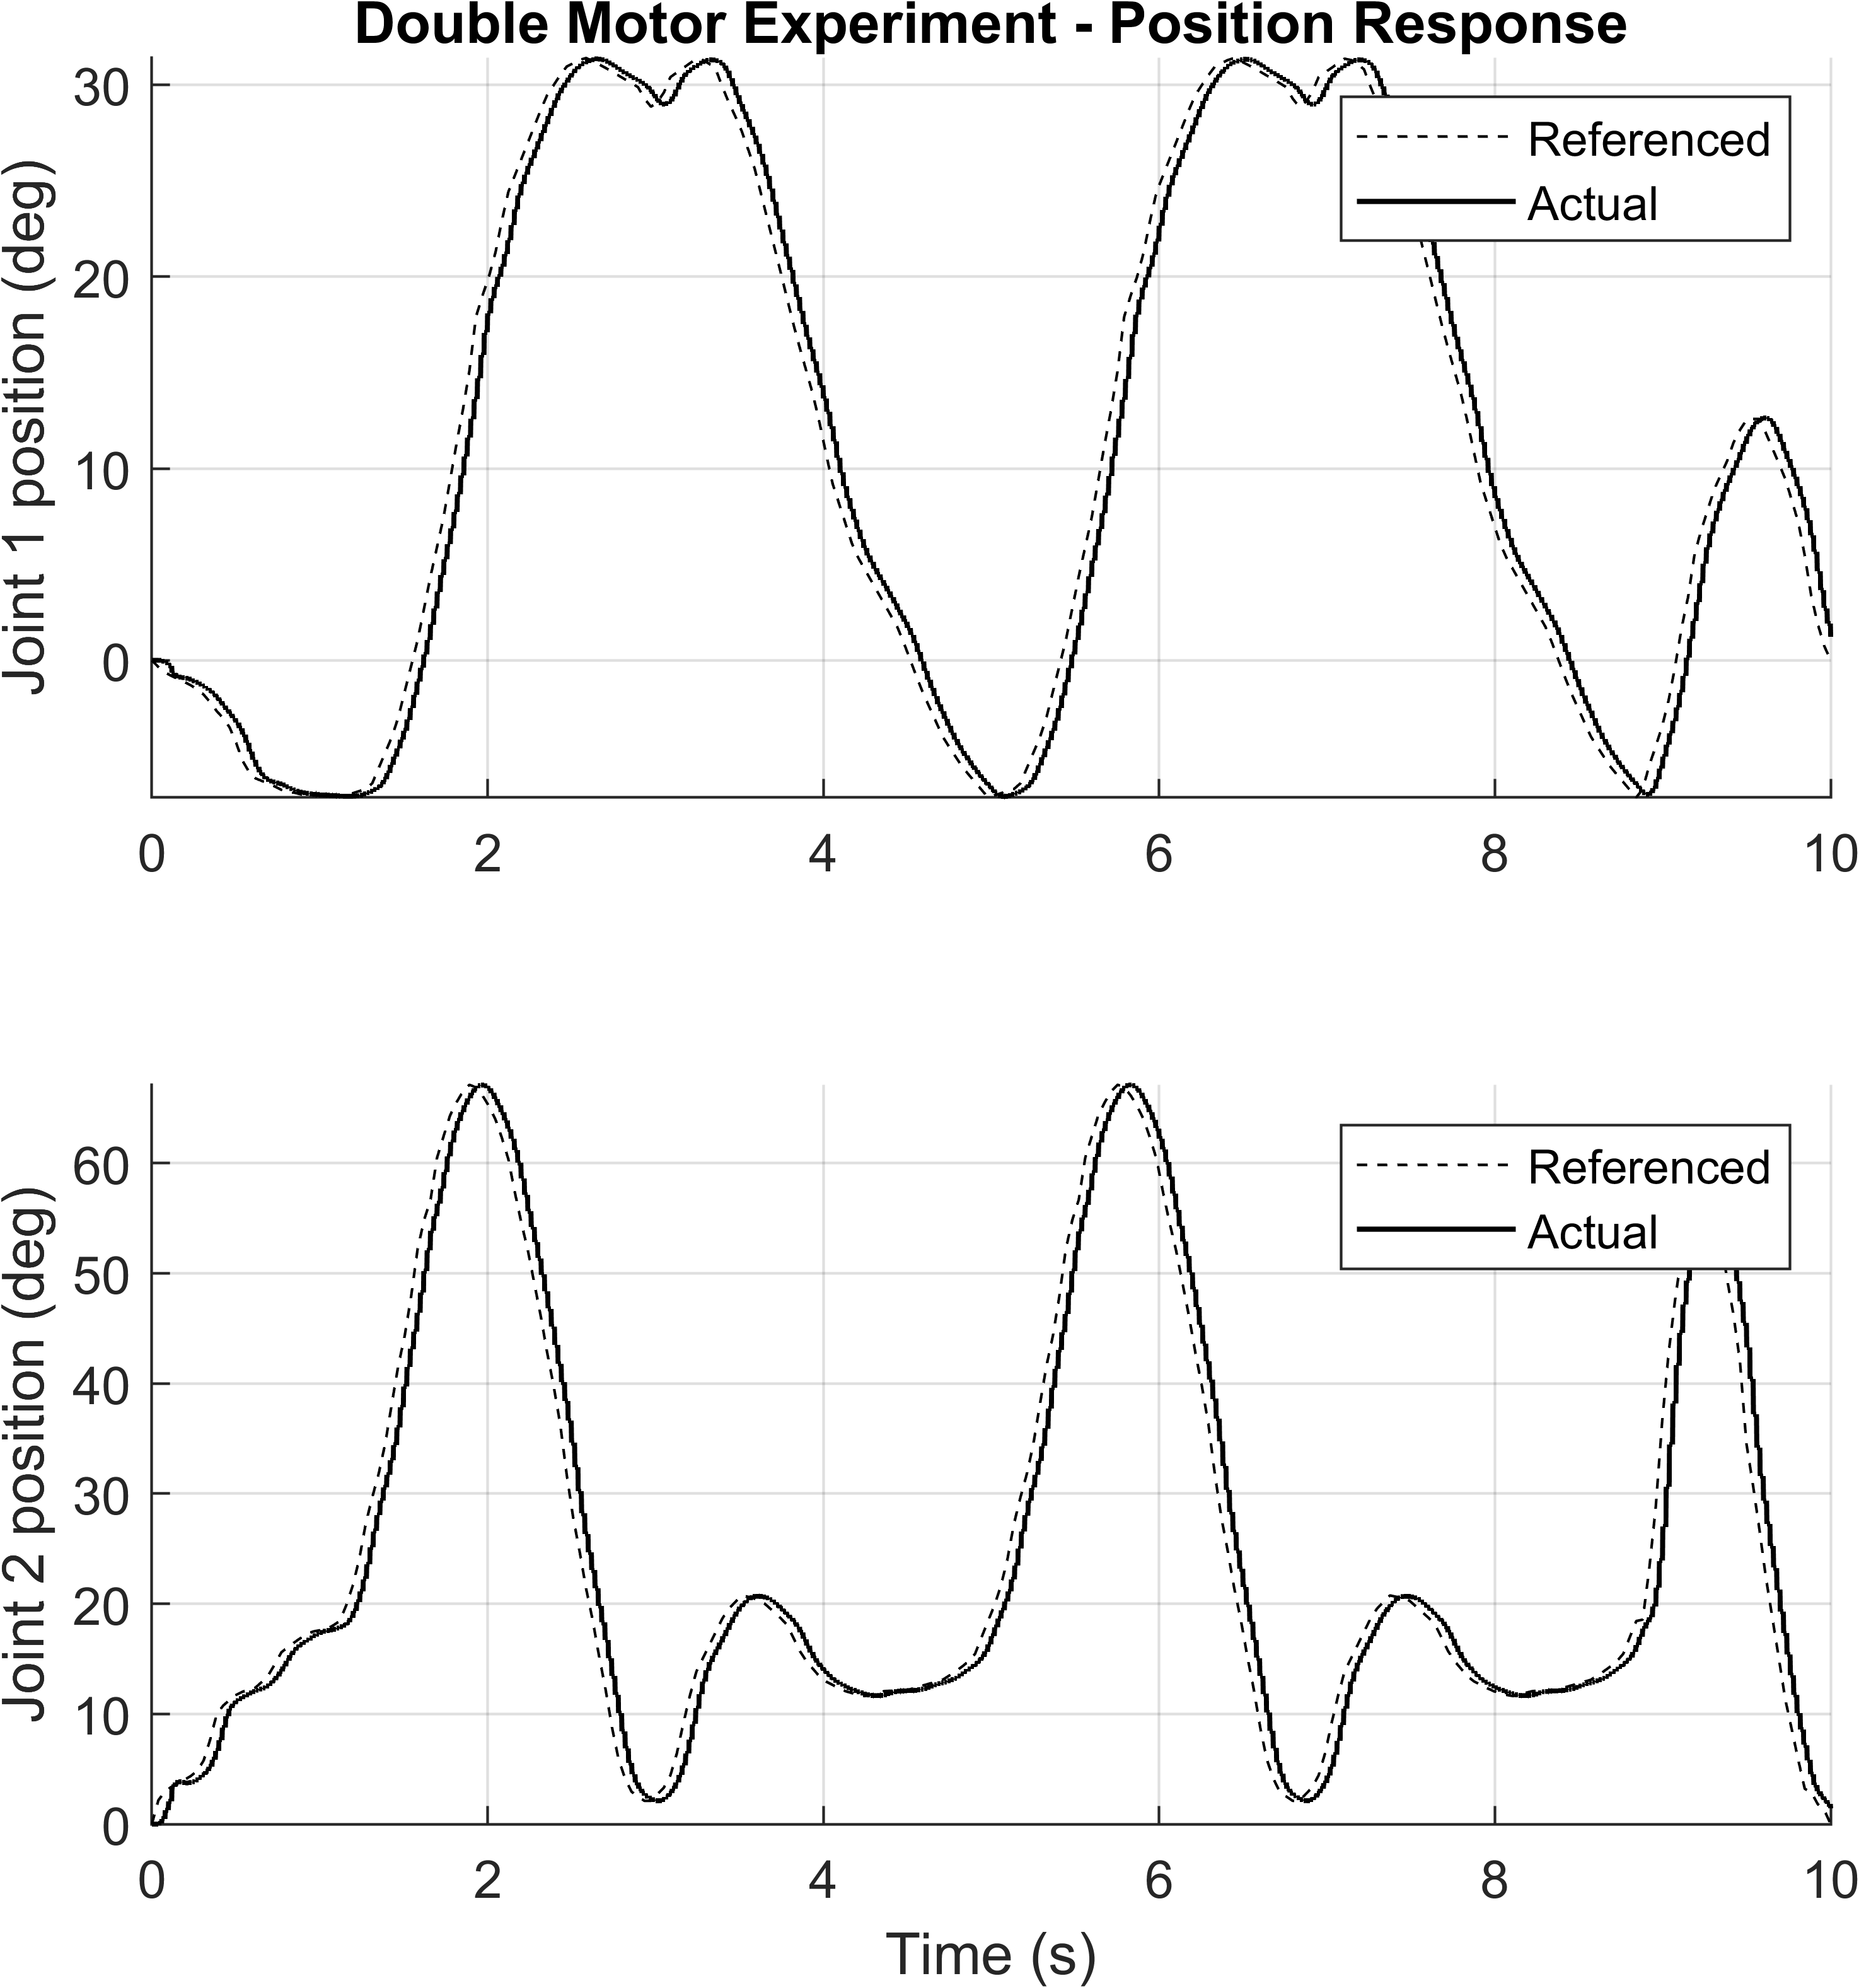 Double Motor Experiment - Position Response
Joint 1 position (deg)
30
20
10
0
Referenced
Actual
0 2 4 6 8 10
Joint 2 position (deg)
60
50
40
30
20
10
0
Referenced
Actual
0 2 4 6 8 10
Time (s)